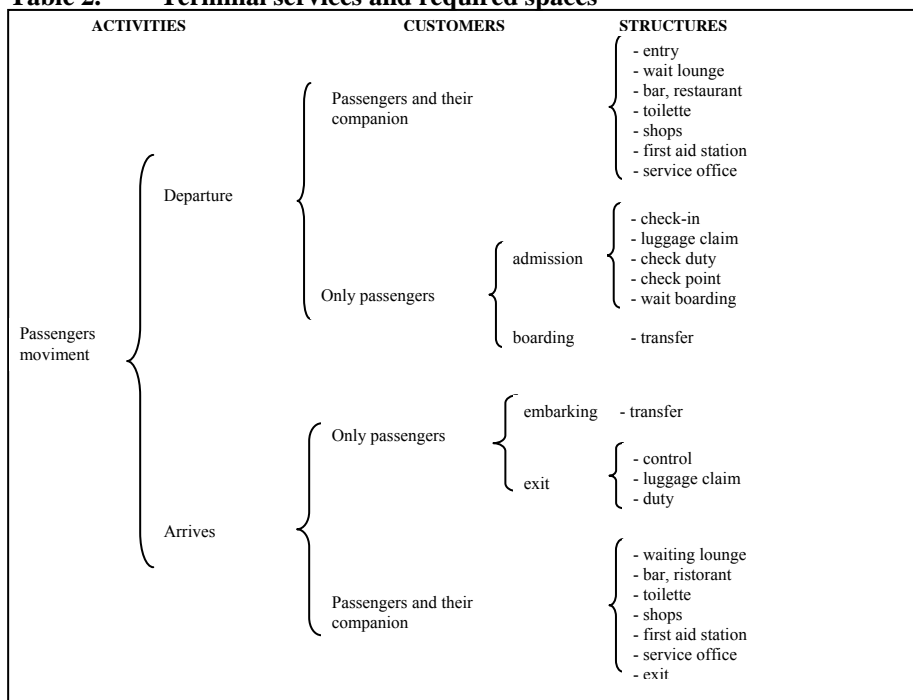 Table 2. Terminal services and required spaces
ACTIVITIES CUSTOMERS STRUCTURES
Passengers and their
companion
- entry
- wait lounge
- bar, restaurant
- toilette
- shops
- first aid station
- service office
Departure
Only passengers
admission
- check-in
- luggage claim
- check duty
- check point
- wait boarding
boarding - transfer
Passengers
moviment
Only passengers
embarking - transfer
exit
- control
- luggage claim
- duty
Arrives
Passengers and their
companion
- waiting lounge
- bar, ristorant
- toilette
- shops
- first aid station
- service office
- exit